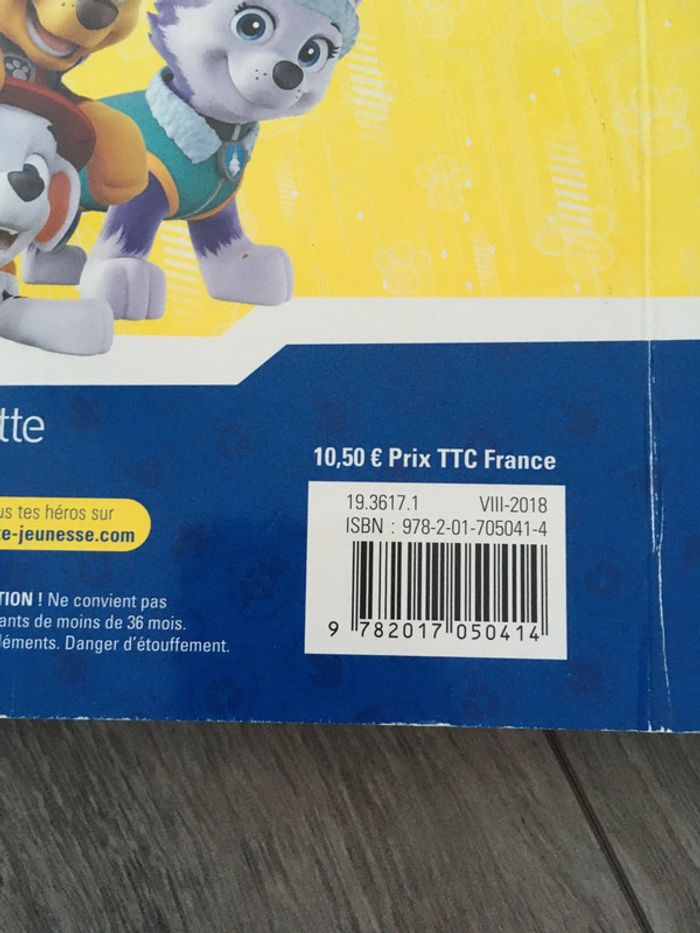 tte
10,50 € Prix TTC France
19.3617.1 VIII-2018
ISBN : 978-2-01-705041-4
9 782017 050414
us tes héros sur
te-jeunesse.com
TION ! Ne convient pas
ants de moins de 36 mois.
léments. Danger d'étouffement.